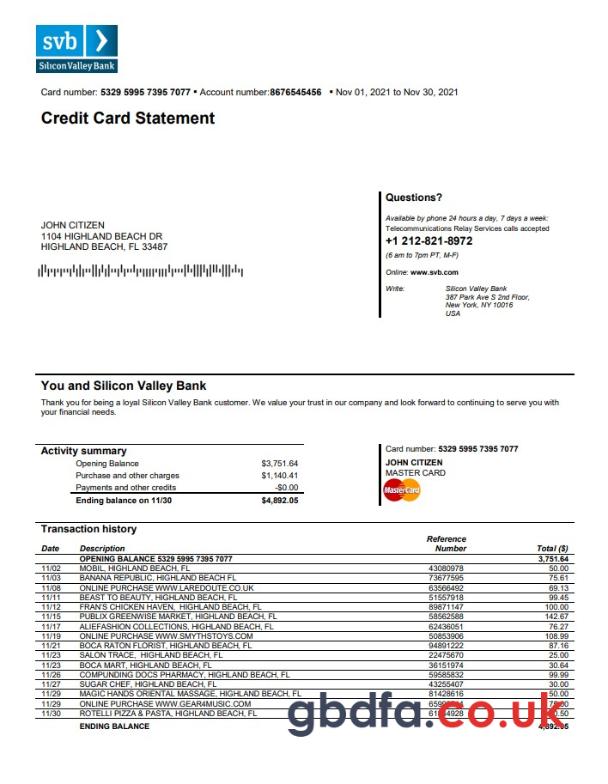 svb
Silicon Valley Bank
Card number: 5329 5995 7395 7077 • Account number:8676545456 • Nov 01, 2021 to Nov 30, 2021
Credit Card Statement
Questions?
Available by phone 24 hours a day, 7 days a week:
Telecommunications Relay Services calls accepted
+1 212-821-8972
(6 am to 7pm PT, M-F)
Online: www.svb.com
Write: Silicon Valley Bank
387 Park Ave S 2nd Floor,
New York, NY 10016
USA
JOHN CITIZEN
1104 HIGHLAND BEACH DR
HIGHLAND BEACH, FL 33487
You and Silicon Valley Bank
Thank you for being a loyal Silicon Valley Bank customer. We value your trust in our company and look forward to continuing to serve you with
your financial needs.
Activity summary
Opening Balance $3,751.64
Purchase and other charges $1,140.41
Payments and other credits -$0.00
Ending balance on 11/30 $4,892.05
Card number: 5329 5995 7395 7077
JOHN CITIZEN
MASTER CARD
MasterCard
Transaction history
Date Description Reference Number Total ($)
OPENING BALANCE 5329 5995 7395 7077 3,751.64
11/02 MOBIL, HIGHLAND BEACH, FL 43080978 50.00
11/03 BANANA REPUBLIC, HIGHLAND BEACH FL 73677595 75.61
11/08 ONLINE PURCHASE WWW.LAREDOUTE.CO.UK 63566492 69.13
11/11 BEAST TO BEAUTY, HIGHLAND BEACH, FL 51557918 99.45
11/12 FRAN'S CHICKEN HAVEN, HIGHLAND BEACH, FL 89871147 100.00
11/15 PUBLIX GREENWISE MARKET, HIGHLAND BEACH, FL 58562588 142.67
11/17 ALIEFASHION COLLECTIONS, HIGHLAND BEACH, FL 62436051 76.27
11/19 ONLINE PURCHASE WWW.SMYTHSTOYS.COM 50853906 108.99
11/21 BOCA RATON FLORIST, HIGHLAND BEACH, FL 94891222 87.16
11/23 SALON TRACE, HIGHLAND BEACH, FL 22475670 25.00
11/23 BOCA MART, HIGHLAND BEACH, FL 36151974 30.64
11/26 COMPUNDING DOCS PHARMACY, HIGHLAND BEACH, FL 59585832 99.99
11/27 SUGAR CHEF, HIGHLAND BEACH, FL 43255407 30.00
11/29 MAGIC HANDS ORIENTAL MASSAGE, HIGHLAND BEACH, FL 81428616 50.00
11/29 ONLINE PURCHASE WWW.GEAR4MUSIC.COM
11/30 ROTELLI PIZZA & PASTA, HIGHLAND BEACH, FL
ENDING BALANCE 4,892.05
gbdfa.co.uk